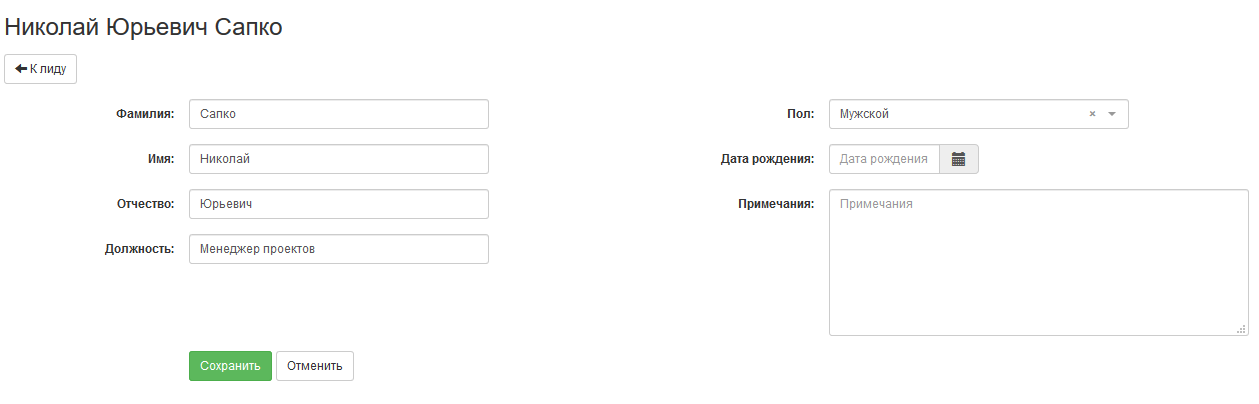 Николай Юрьевич Сапко
К лиду
Фамилия: Сапко
Пол: Мужской ×
Имя: Николай
Дата рождения: Дата рождения
Отчество: Юрьевич
Примечания: Примечания
Должность: Менеджер проектов
Сохранить Отменить